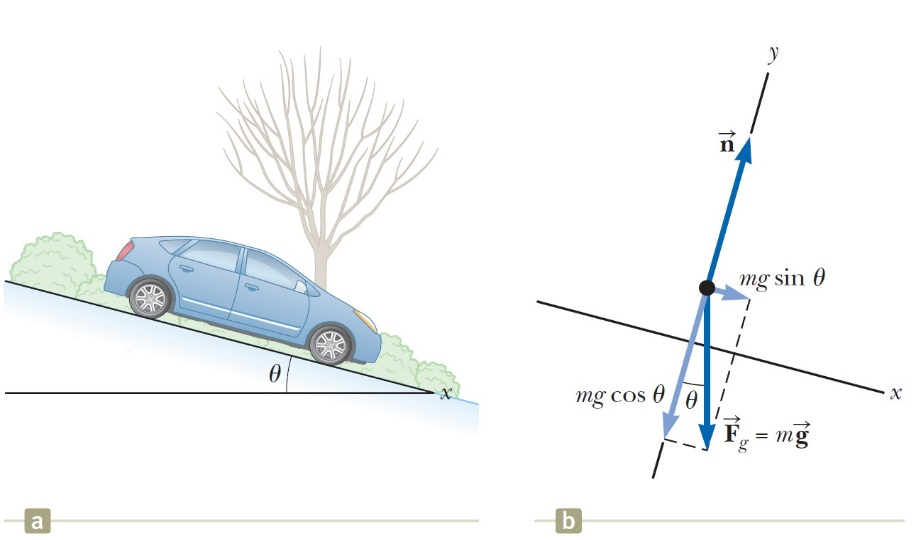 θ
x
a
y
n⃗
mg sin θ
x
mg cos θ
θ
F⃗g = mg⃗
b